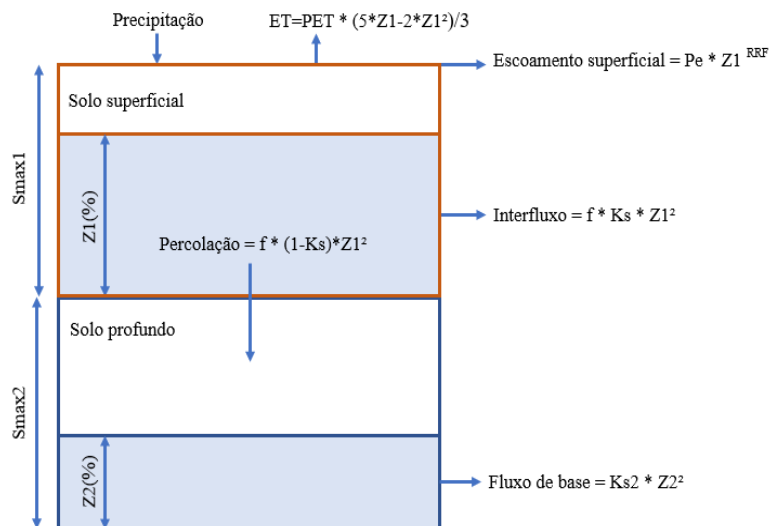 Precipitação
ET=PET * (5*Z1-2*Z1²)/3
Escoamento superficial = Pe * Z1 ᴿᴿᶠ
Solo superficial
Smax1
Z1(%)
Interfluxo = f * Ks * Z1²
Percolação = f * (1-Ks)*Z1²
Solo profundo
Smax2
Z2(%)
Fluxo de base = Ks2 * Z2²